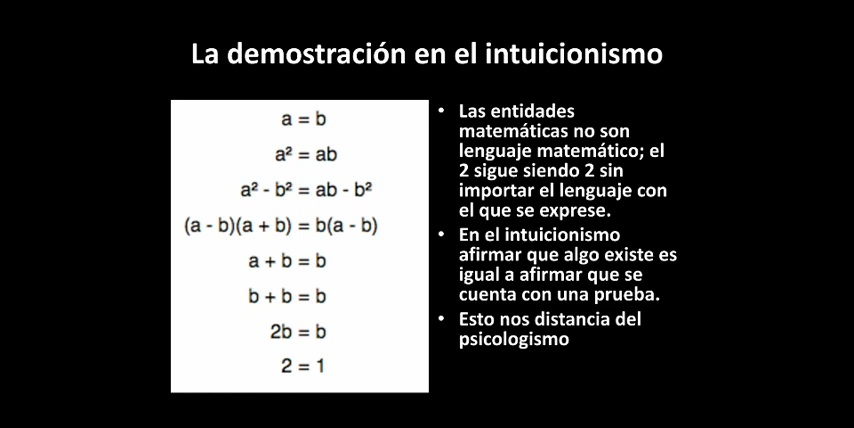 La demostración en el intuicionismo
a = b
a² = ab
a² - b² = ab - b²
(a - b)(a + b) = b(a - b)
a + b = b
b + b = b
2b = b
2 = 1
• Las entidades
matemáticas no son
lenguaje matemático; el
2 sigue siendo 2 sin
importar el lenguaje con
el que se exprese.
• En el intuicionismo
afirmar que algo existe es
igual a afirmar que se
cuenta con una prueba.
• Esto nos distancia del
psicologismo